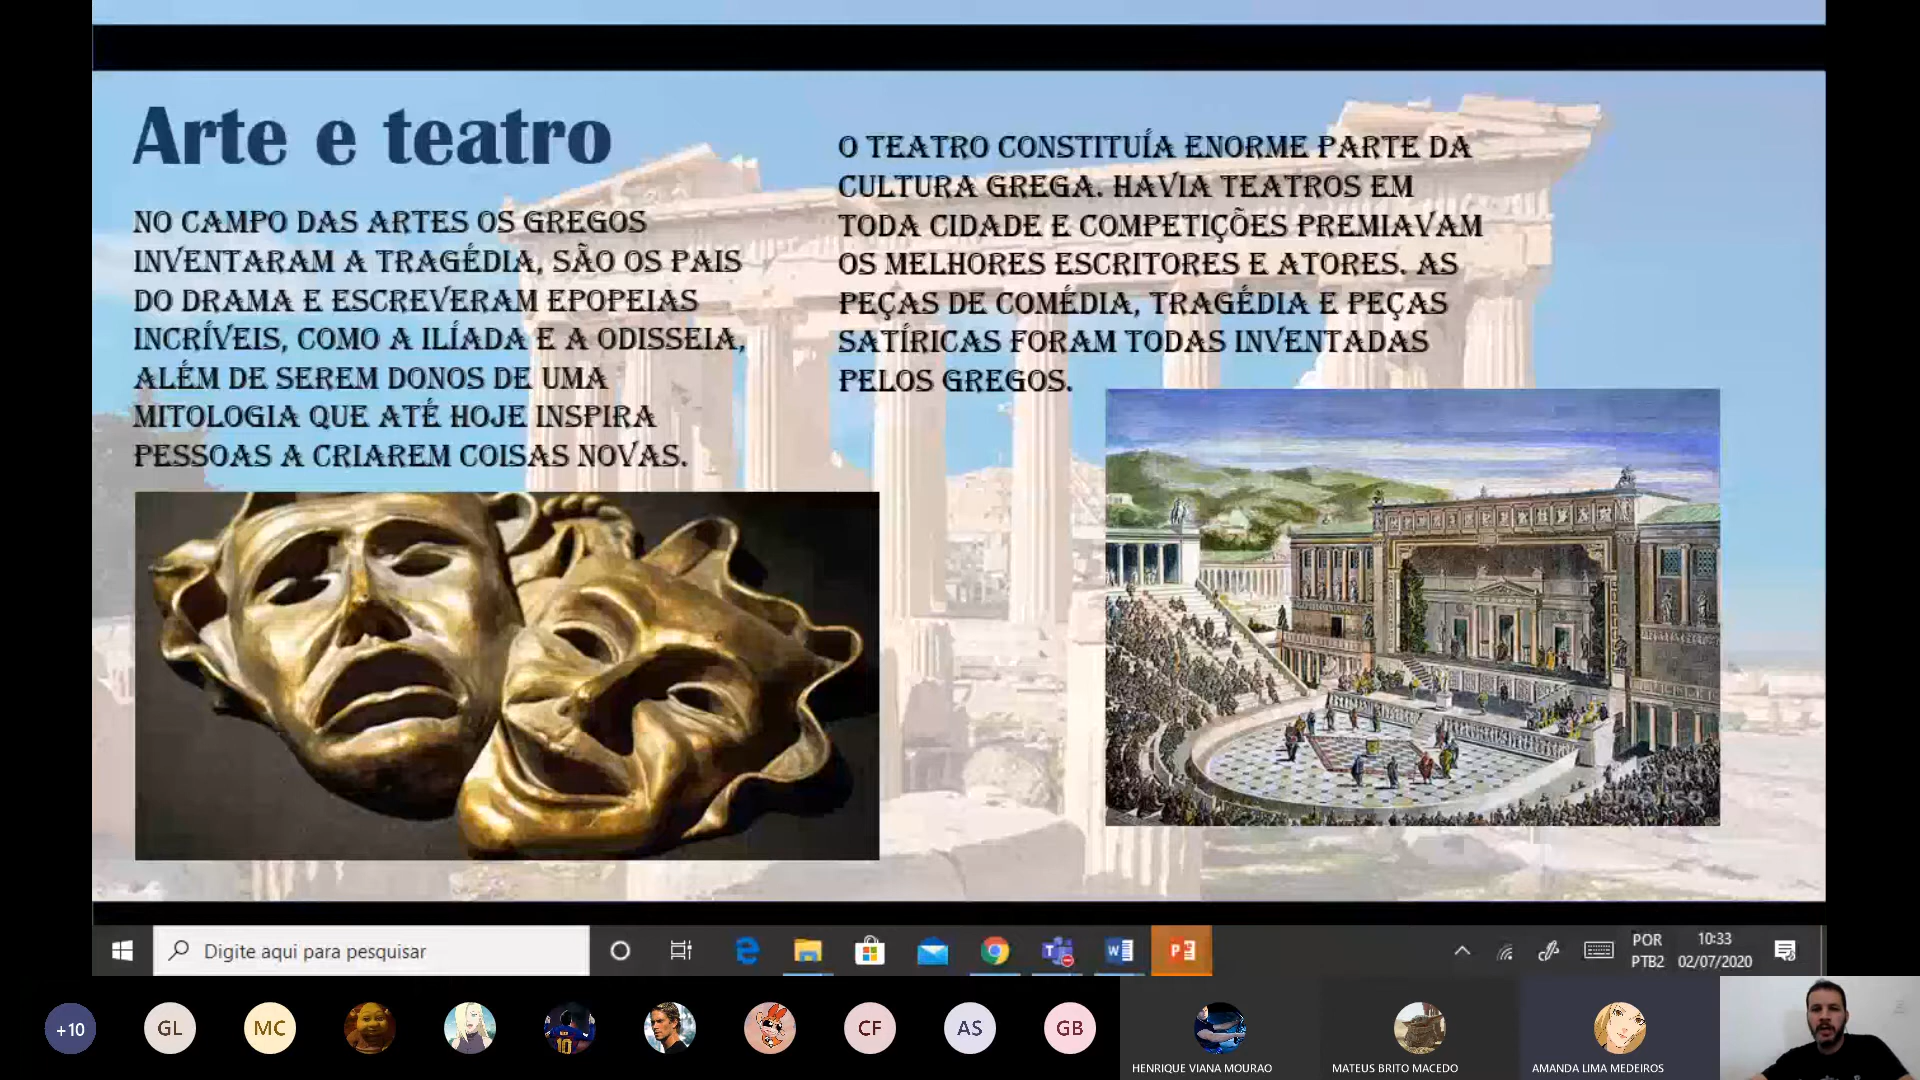 Arte e teatro
NO CAMPO DAS ARTES OS GREGOS
INVENTARAM A TRAGÉDIA, SÃO OS PAIS
DO DRAMA E ESCREVERAM EPOPEIAS
INCRÍVEIS, COMO A ILÍADA E A ODISSEIA,
ALÉM DE SEREM DONOS DE UMA
MITOLOGIA QUE ATÉ HOJE INSPIRA
PESSOAS A CRIAREM COISAS NOVAS.
O TEATRO CONSTITUÍA ENORME PARTE DA
CULTURA GREGA. HAVIA TEATROS EM
TODA CIDADE E COMPETIÇÕES PREMIAVAM
OS MELHORES ESCRITORES E ATORES. AS
PEÇAS DE COMÉDIA, TRAGÉDIA E PEÇAS
SATÍRICAS FORAM TODAS INVENTADAS
PELOS GREGOS.
Digite aqui para pesquisar
POR
PTB2
10:33
02/07/2020
+10
GL
MC
10
CF
AS
GB
HENRIQUE VIANA MOURAO
MATEUS BRITO MACEDO
AMANDA LIMA MEDEIROS